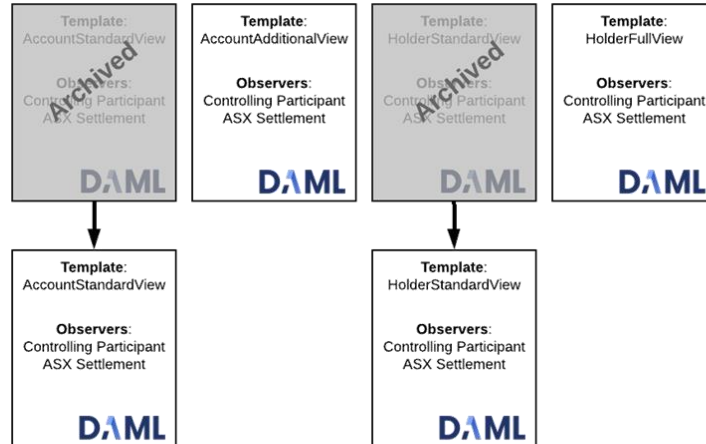 Template:
AccountStandardView
Observers:
Controlling Participant
ASX Settlement
Archived
DAML
Template:
AccountAdditionalView
Observers:
Controlling Participant
ASX Settlement
DAML
Template:
HolderStandardView
Observers:
Controlling Participant
ASX Settlement
Archived
DAML
Template:
HolderFullView
Observers:
Controlling Participant
ASX Settlement
DAML
Template:
AccountStandardView
Observers:
Controlling Participant
ASX Settlement
DAML
Template:
HolderStandardView
Observers:
Controlling Participant
ASX Settlement
DAML